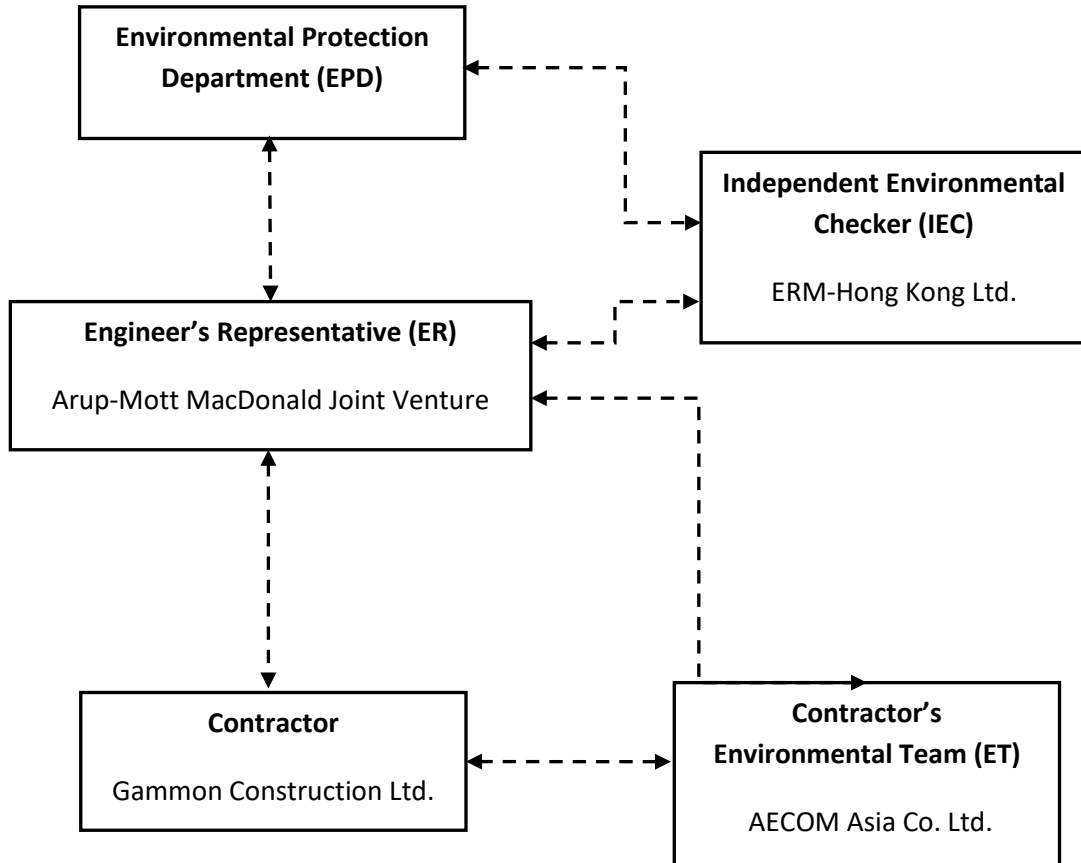 Environmental Protection
Department (EPD)
Independent Environmental
Checker (IEC)
ERM-Hong Kong Ltd.
Engineer’s Representative (ER)
Arup-Mott MacDonald Joint Venture
Contractor
Gammon Construction Ltd.
Contractor’s
Environmental Team (ET)
AECOM Asia Co. Ltd.